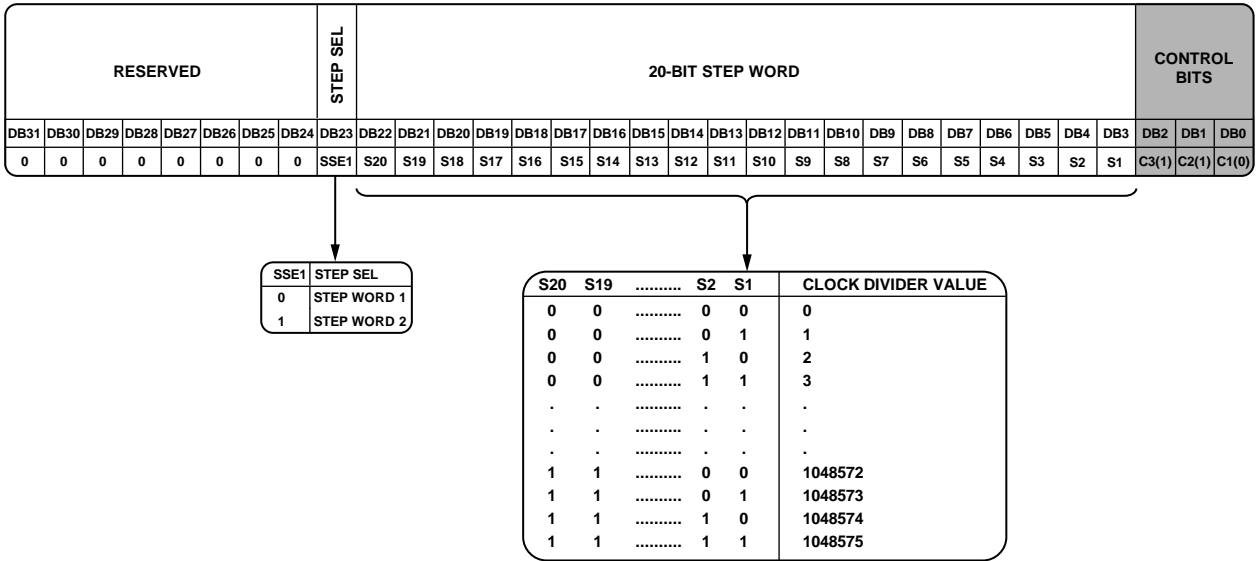 RESERVED
STEP SEL
20-BIT STEP WORD
CONTROL
BITS
DB31 DB30 DB29 DB28 DB27 DB26 DB25 DB24 DB23 DB22 DB21 DB20 DB19 DB18 DB17 DB16 DB15 DB14 DB13 DB12 DB11 DB10 DB9 DB8 DB7 DB6 DB5 DB4 DB3 DB2 DB1 DB0
0 0 0 0 0 0 0 0 SSE1 S20 S19 S18 S17 S16 S15 S14 S13 S12 S11 S10 S9 S8 S7 S6 S5 S4 S3 S2 S1 C3(1) C2(1) C1(0)
SSE1 STEP SEL
0 STEP WORD 1
1 STEP WORD 2
S20 S19 .......... S2 S1 CLOCK DIVIDER VALUE
0 0 .......... 0 0 0
0 0 .......... 0 1 1
0 0 .......... 1 0 2
0 0 .......... 1 1 3
. . .......... . . .
. . .......... . . .
. . .......... . . .
1 1 .......... 0 0 1048572
1 1 .......... 0 1 1048573
1 1 .......... 1 0 1048574
1 1 .......... 1 1 1048575